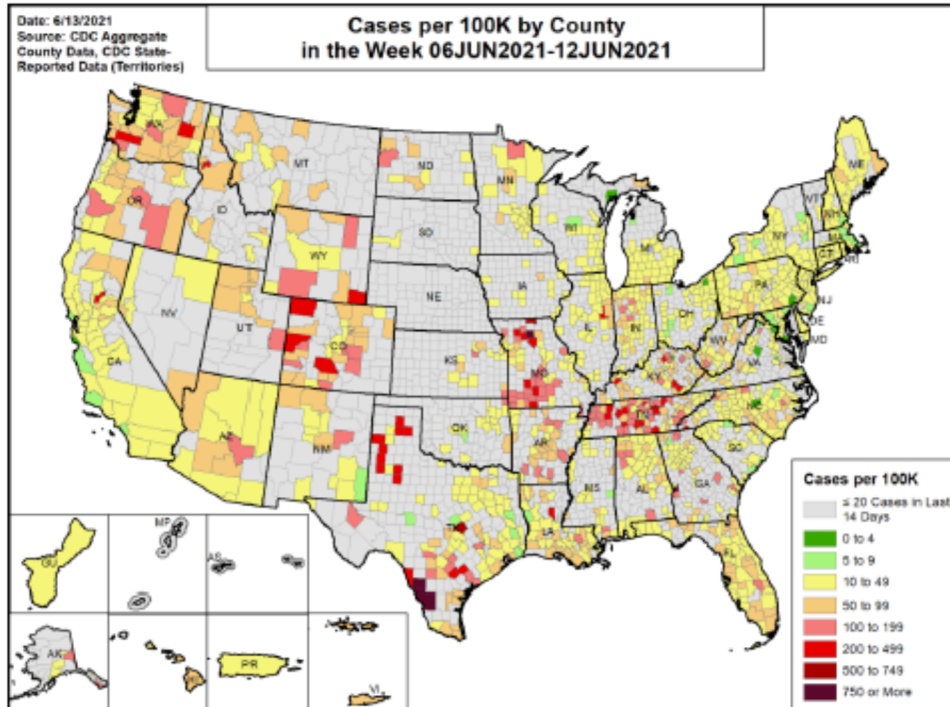 Date: 6/13/2021
Source: CDC Aggregate
County Data, CDC State-
Reported Data (Territories)
Cases per 100K by County
in the Week 06JUN2021-12JUN2021
WA
MT
ND
MN
ME
OR
ID
WY
SD
WI
MI
VT
NH
NY
MA
CT
RI
NV
UT
CO
NE
IA
IL
IN
OH
PA
NJ
DE
MD
CA
KS
MO
KY
WV
VA
AZ
NM
OK
AR
TN
NC
SC
TX
LA
MS
AL
GA
FL
GU
MP
AS
AK
HI
PR
VI
Cases per 100K
≤ 20 Cases in Last
14 Days
0 to 4
5 to 9
10 to 49
50 to 99
100 to 199
200 to 499
500 to 749
750 or More